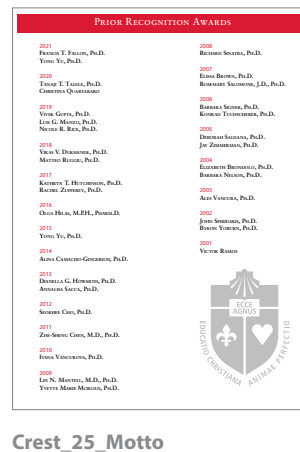 Prior Recognition Awards
2021
Francis T. Fallon, Ph.D.
Yong Yu, Ph.D.
2020
Tanaji T. Talele, Ph.D.
Christina Quartararo
2019
Vivek Gupta, Ph.D.
Luis G. Manzo, Ph.D.
Nicole R. Rice, Ph.D.
2018
Vikas V. Dukhande, Ph.D.
Matteo Ruggiu, Ph.D.
2017
Kathryn T. Hutchinson, Ph.D.
Rachel Zufferey, Ph.D.
2016
Olga Hilas, M.P.H., Pharm.D.
2015
Yong Yu, Ph.D.
2014
Alina Camacho-Gingerich, Ph.D.
2013
Dianella G. Howarth, Ph.D.
Annalisa Sacca, Ph.D.
2012
Seokhee Cho, Ph.D.
2011
Zhe-Sheng Chen, M.D., Ph.D.
2010
Ivana Vancurova, Ph.D.
2009
Lin N. Mantell, M.D., Ph.D.
Yvette Marie Morgan, Ph.D.
2008
Richard Sinatra, Ph.D.
2007
Elissa Brown, Ph.D.
Rosemary Salomone, J.D., Ph.D.
2006
Barbara Signer, Ph.D.
Konrad Tuchscherer, Ph.D.
2005
Deborah Saldana, Ph.D.
Jay Zimmerman, Ph.D.
2004
Elizabeth Brondolo, Ph.D.
Barbara Nelson, Ph.D.
2003
Ales Vancura, Ph.D.
2002
John Spiridakis, Ph.D.
Byron Yoburn, Ph.D.
2001
Victor Ramos
ECCE
AGNUS
EDUCATIO CHRISTIANA ANIMAE PERFECTIO
Crest_25_Motto